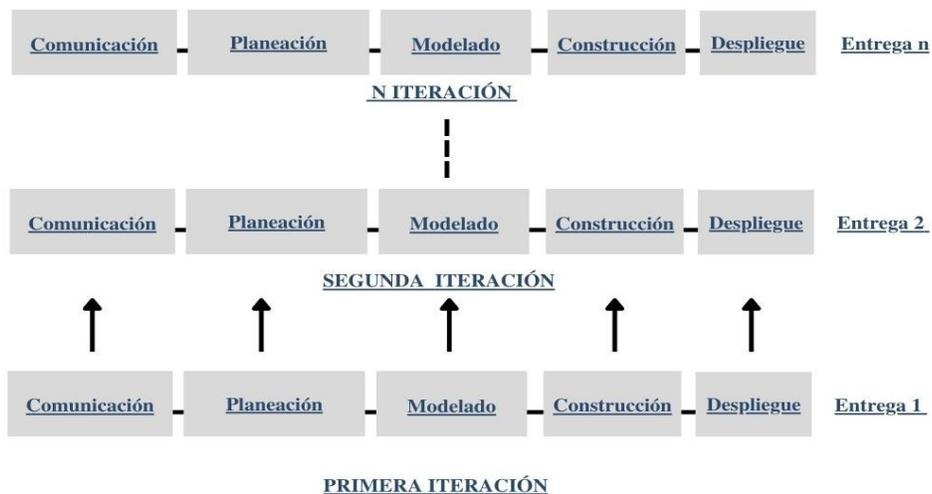 Comunicación Planeación Modelado Construcción Despliegue Entrega n
N ITERACIÓN
Comunicación Planeación Modelado Construcción Despliegue Entrega 2
SEGUNDA ITERACIÓN
Comunicación Planeación Modelado Construcción Despliegue Entrega 1
PRIMERA ITERACIÓN